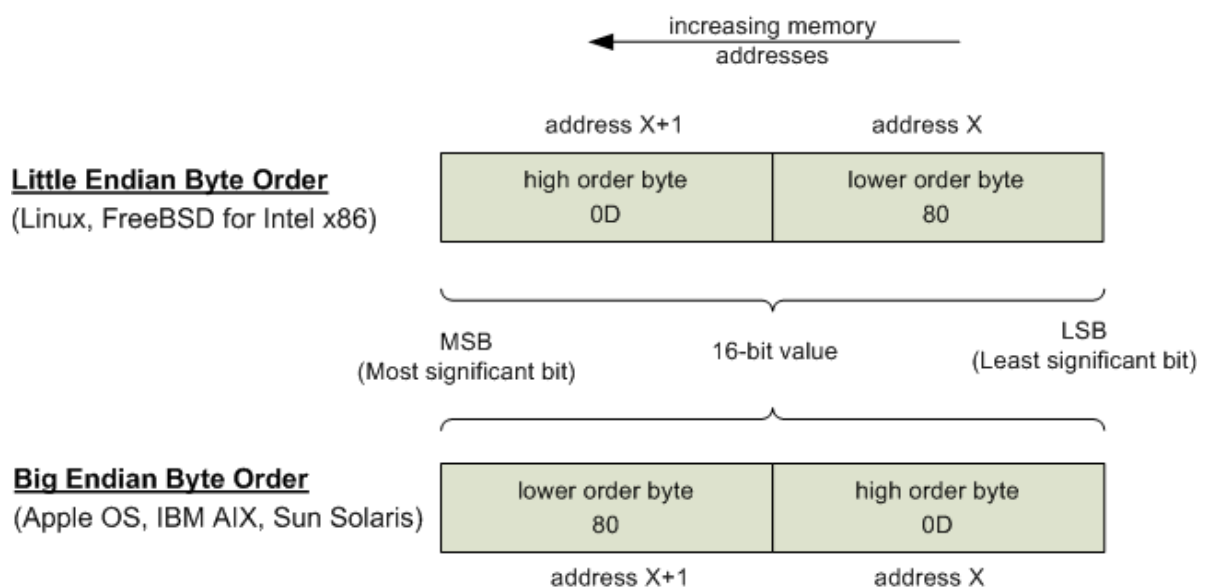 increasing memory
addresses
address X+1
address X
Little Endian Byte Order
(Linux, FreeBSD for Intel x86)
high order byte
0D
lower order byte
80
MSB
(Most significant bit)
16-bit value
LSB
(Least significant bit)
Big Endian Byte Order
(Apple OS, IBM AIX, Sun Solaris)
lower order byte
80
high order byte
0D
address X+1
address X